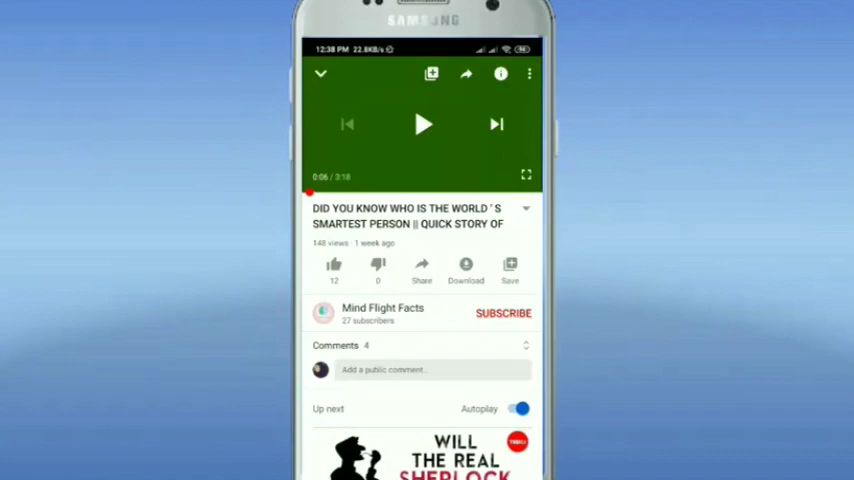 SAMSUNG
12:38 PM 22.8KB/s
0:06 / 3:18
DID YOU KNOW WHO IS THE WORLD ' S
SMARTEST PERSON || QUICK STORY OF
148 views · 1 week ago
12
0
Share
Download
Save
Mind Flight Facts
27 subscribers
SUBSCRIBE
Comments 4
Add a public comment...
Up next
Autoplay
WILL
THE REAL
SHERLOCK